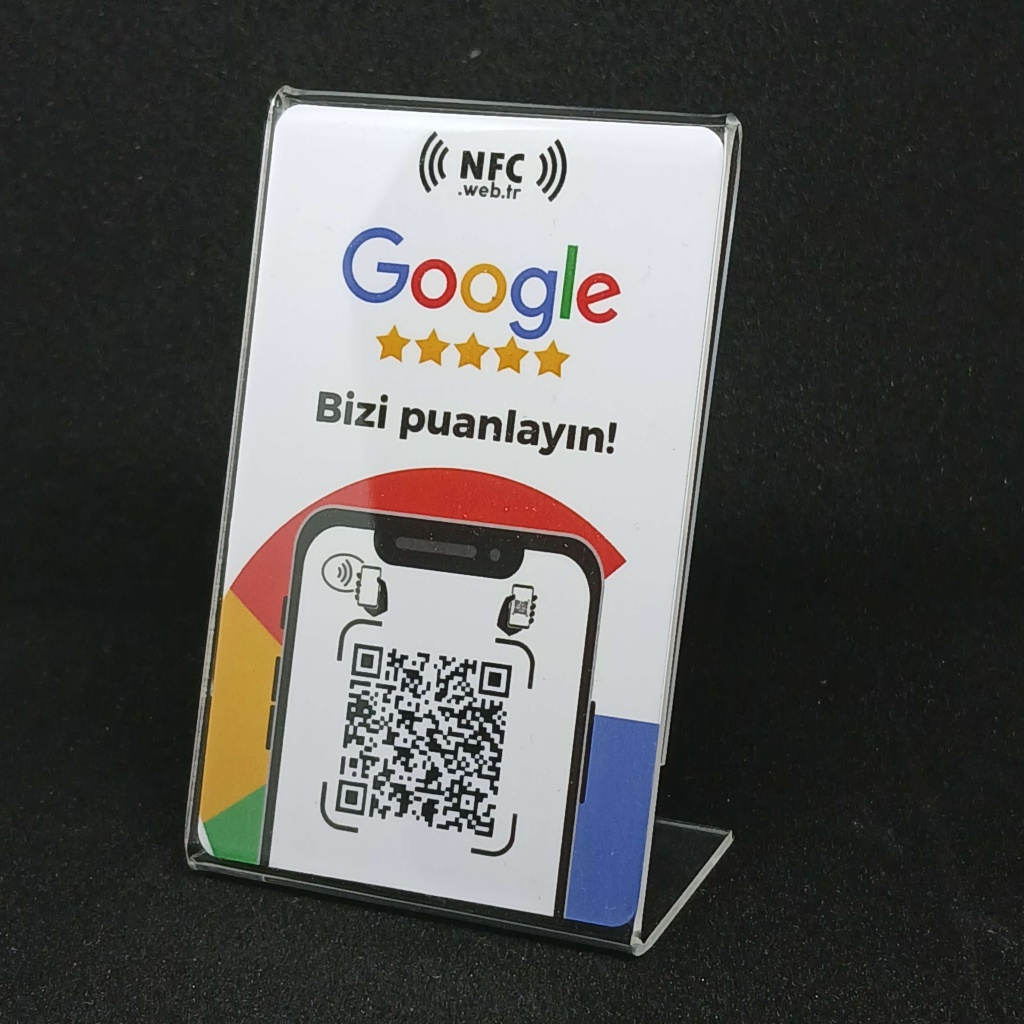 NFC
.web.tr
Google
Bizi puanlayın!